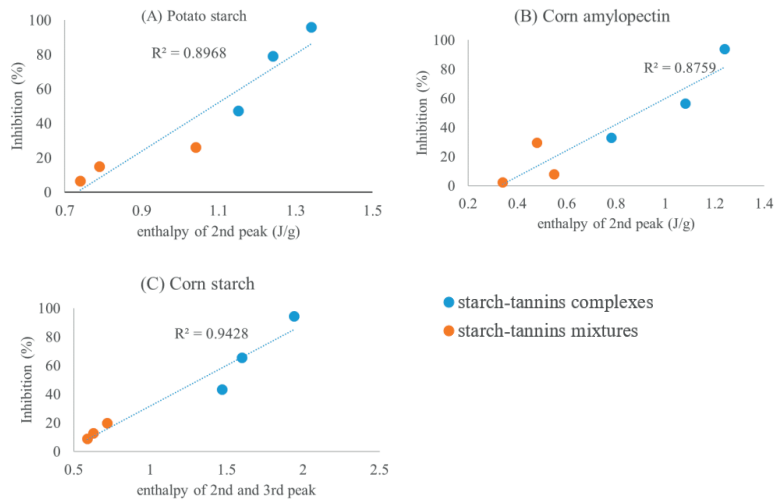 (A) Potato starch
R² = 0.8968
Inhibition (%)
100
80
60
40
20
0
0.7 0.9 1.1 1.3 1.5
enthalpy of 2nd peak (J/g)
(B) Corn amylopectin
R² = 0.8759
Inhibition (%)
100
80
60
40
20
0
0.2 0.4 0.6 0.8 1 1.2 1.4
enthalpy of 2nd peak (J/g)
(C) Corn starch
R² = 0.9428
Inhibition (%)
100
80
60
40
20
0
0.5 1 1.5 2 2.5
enthalpy of 2nd and 3rd peak
starch-tannins complexes
starch-tannins mixtures